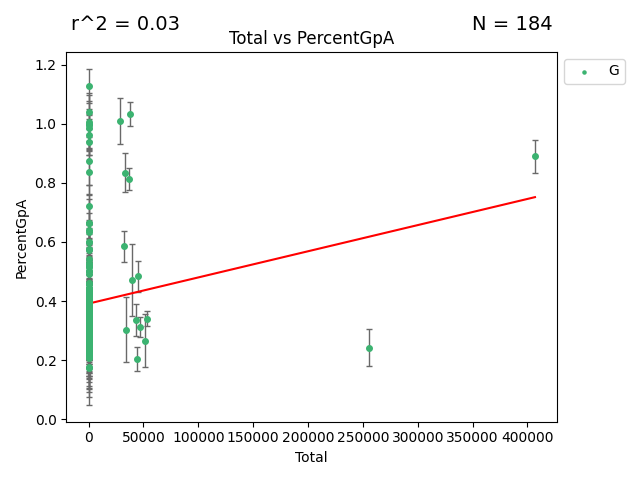 r^2 = 0.03
N = 184
Total vs PercentGpA
G
PercentGpA
1.2
1.0
0.8
0.6
0.4
0.2
0.0
0 50000 100000 150000 200000 250000 300000 350000 400000
Total